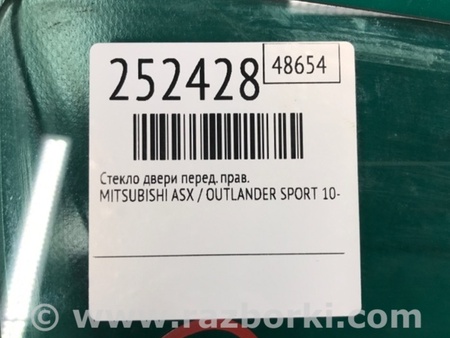 252428
48654
Стекло двери перед. прав.
MITSUBISHI ASX / OUTLANDER SPORT 10-
© www.razborki.com